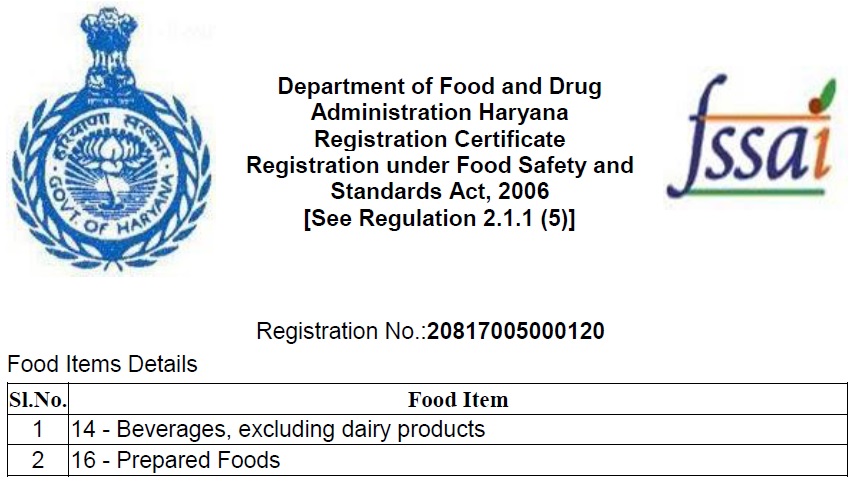 हरियाणा सरकार
GOVT. OF HARYANA
Department of Food and Drug
Administration Haryana
Registration Certificate
Registration under Food Safety and
Standards Act, 2006
[See Regulation 2.1.1 (5)]
fssai
Registration No.:20817005000120
Food Items Details
Sl.No. Food Item
1 14 - Beverages, excluding dairy products
2 16 - Prepared Foods